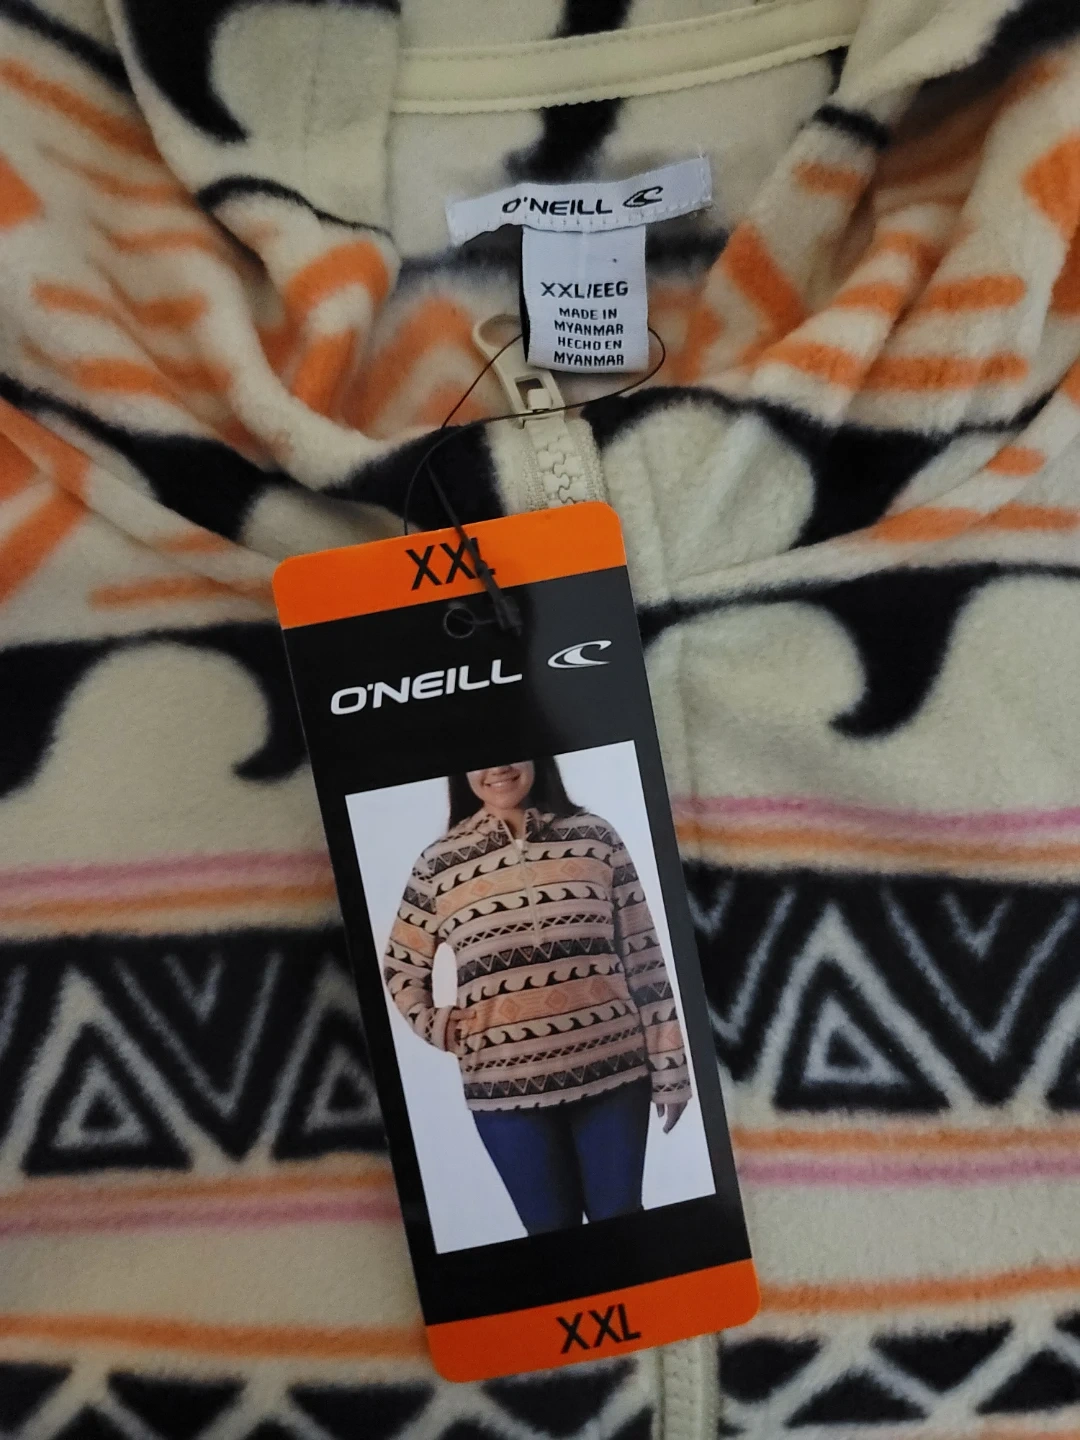 O'NEILL
XXL/EEG
MADE IN
MYANMAR
HECHO EN
MYANMAR
XXL
O'NEILL
XXL